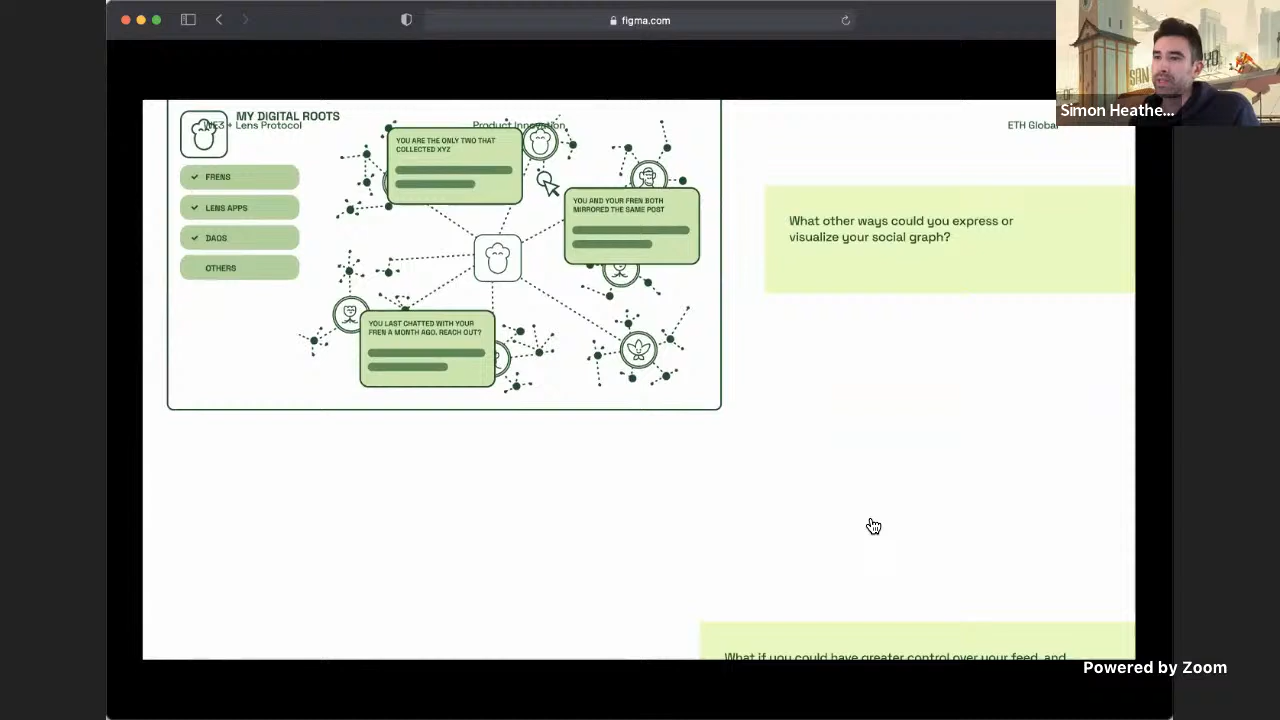 figma.com
MY DIGITAL ROOTS
+ Lens Protocol
Product Innovation
ETH Global
Simon Heathe...
FRENS
LENS APPS
DAOS
OTHERS
YOU ARE THE ONLY TWO THAT
COLLECTED XYZ
YOU AND YOUR FREN BOTH
MIRRORED THE SAME POST
YOU LAST CHATTED WITH YOUR
FREN A MONTH AGO. REACH OUT?
What other ways could you express or
visualize your social graph?
What if you could have greater control over your feed, and
Powered by Zoom